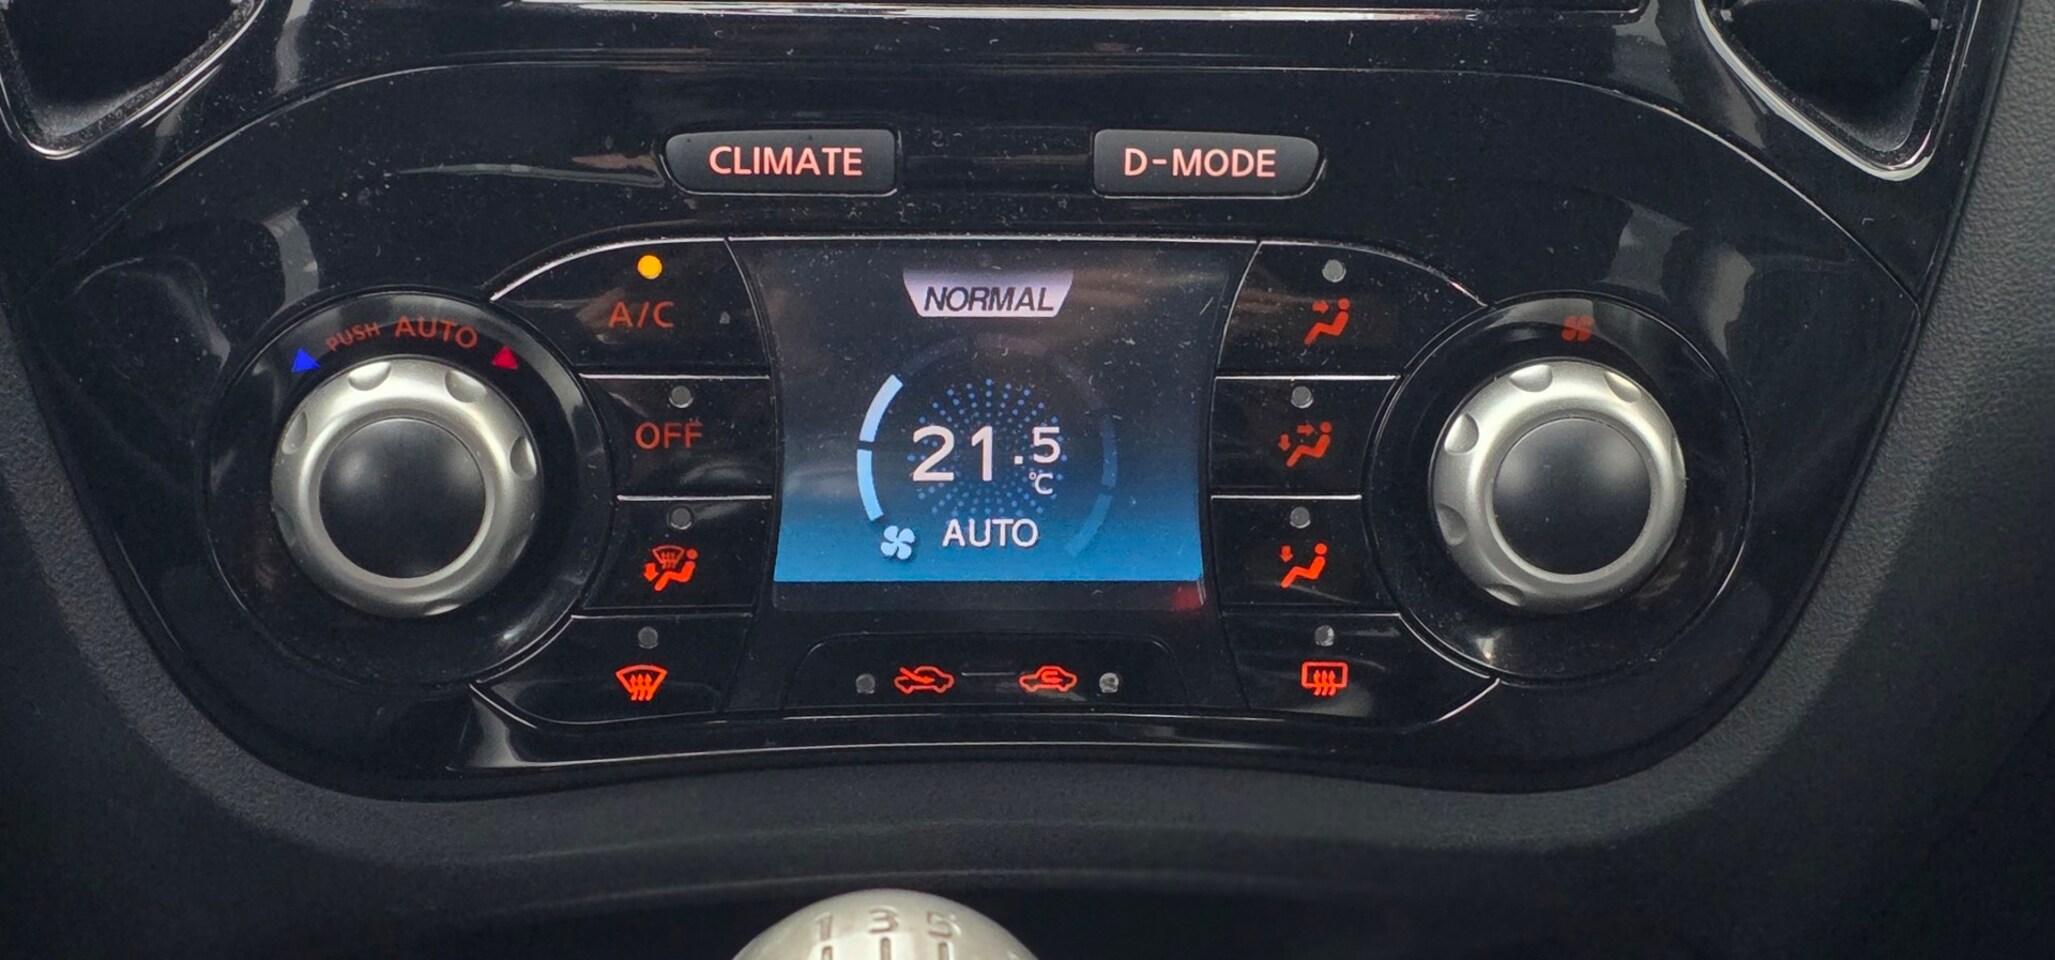 CLIMATE
D-MODE
A/C
NORMAL
PUSH AUTO
OFF
21.5
°C
AUTO
1 3 5